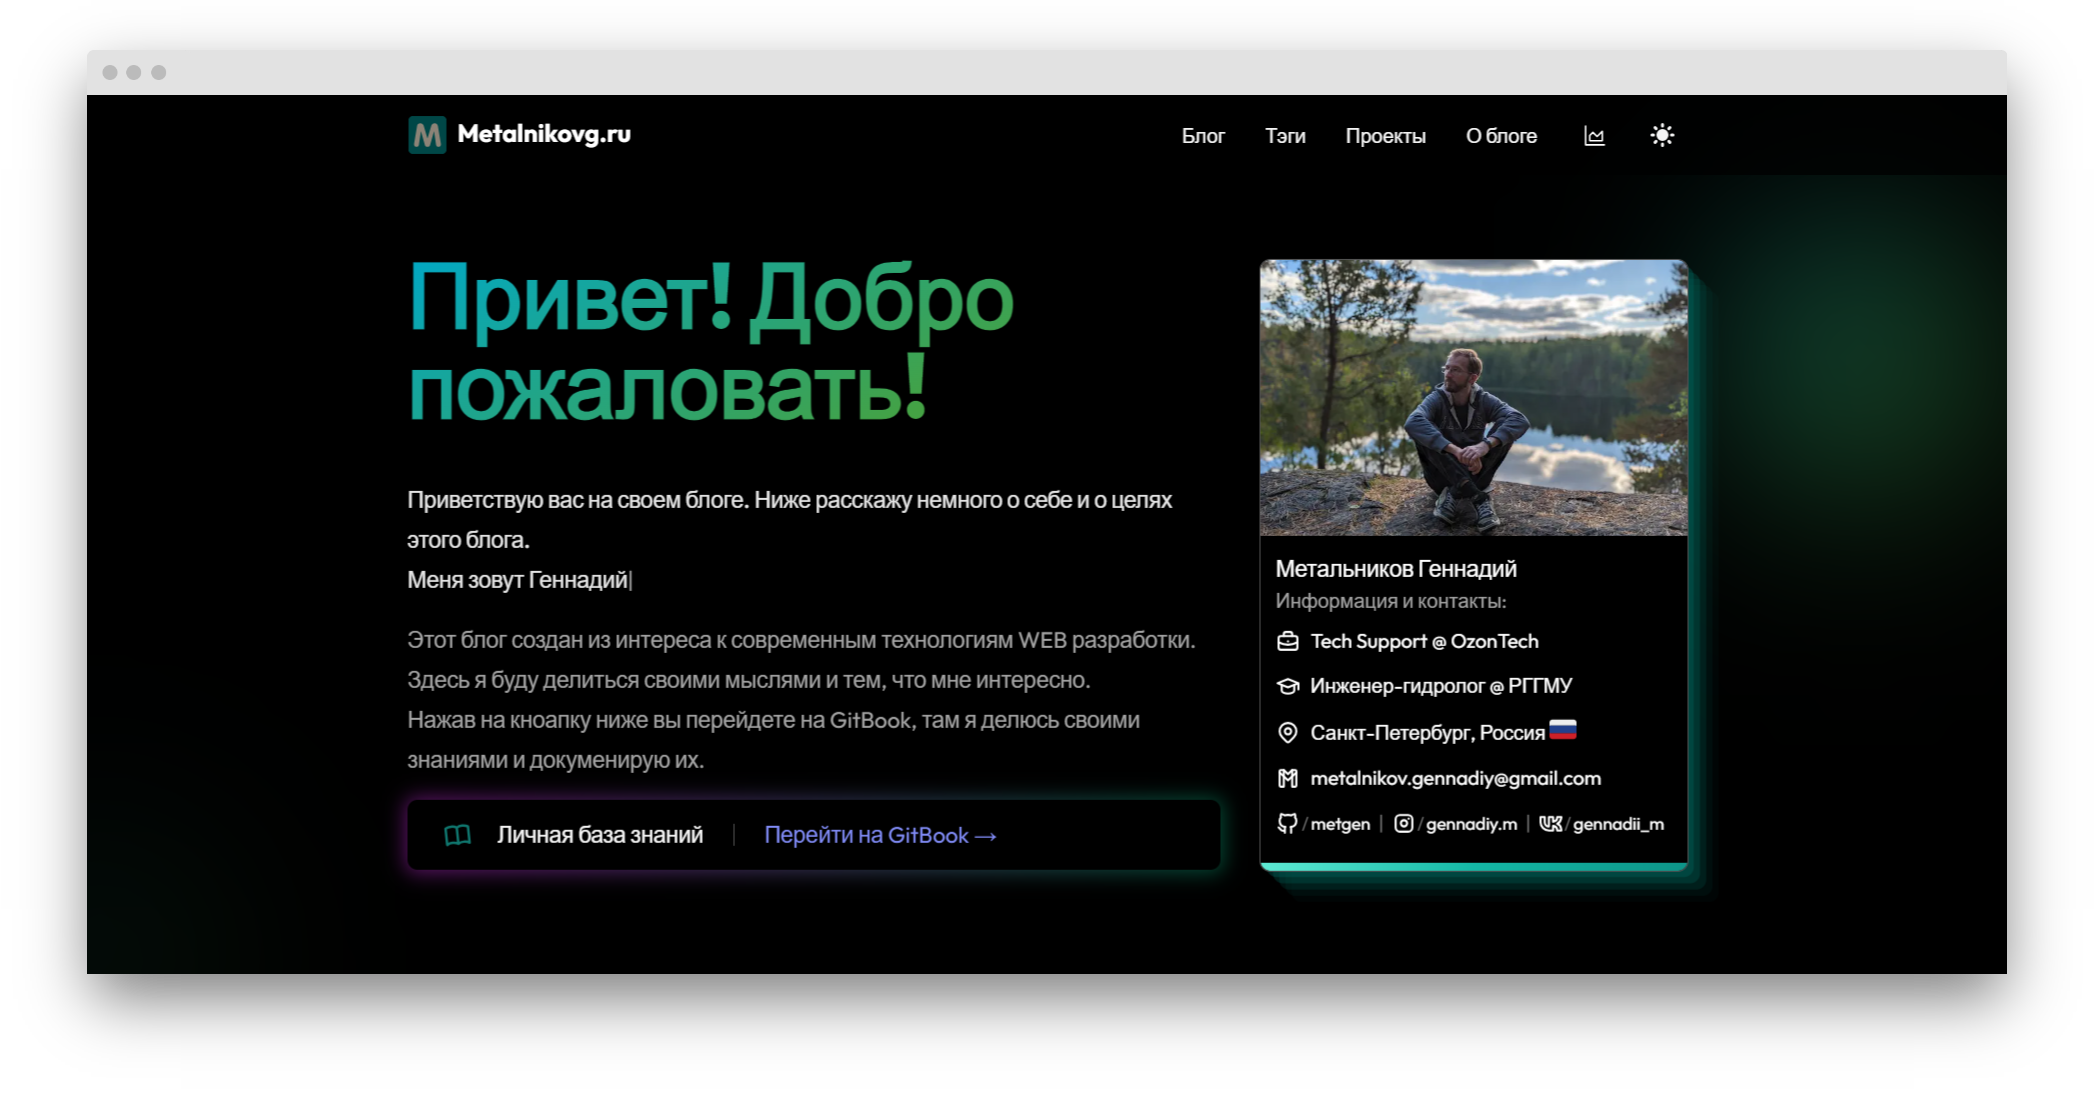 M Metalnikovg.ru
Блог Тэги Проекты О блоге
Привет! Добро
пожаловать!
Приветствую вас на своем блоге. Ниже расскажу немного о себе и о целях
этого блога.
Меня зовут Геннадий|
Этот блог создан из интереса к современным технологиям WEB разработки.
Здесь я буду делиться своими мыслями и тем, что мне интересно.
Нажав на кноапку ниже вы перейдете на GitBook, там я делюсь своими
знаниями и докуменирую их.
Личная база знаний | Перейти на GitBook →
Метальников Геннадий
Информация и контакты:
Tech Support @ OzonTech
Инженер-гидролог @ РГГМУ
Санкт-Петербург, Россия
metalnikov.gennadiy@gmail.com
/ metgen | / gennadiy.m | / gennadii_m